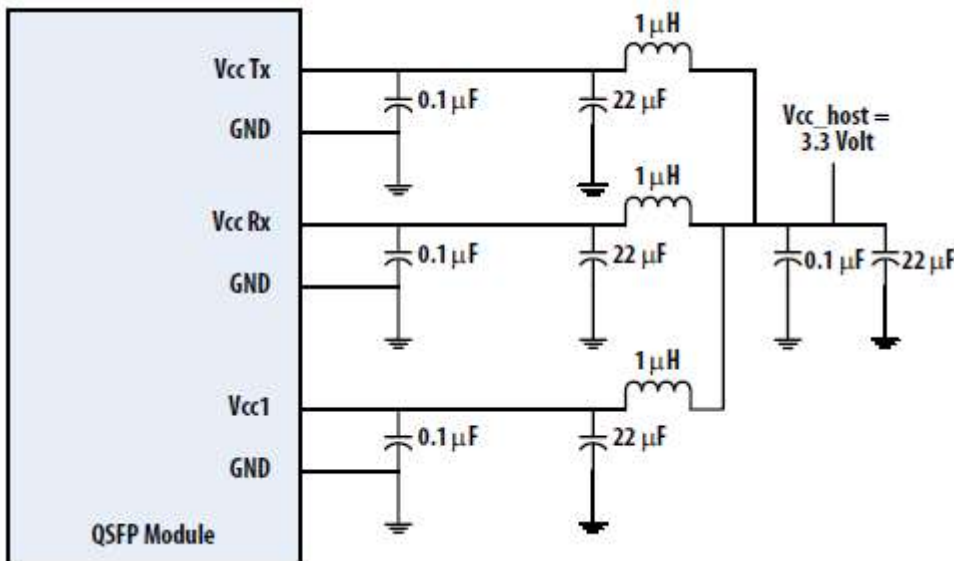 1 μH
Vcc Tx
0.1 μF
22 μF
GND
Vcc_host =
3.3 Volt
1 μH
Vcc Rx
0.1 μF
22 μF
0.1 μF
22 μF
GND
1 μH
Vcc1
0.1 μF
22 μF
GND
QSFP Module